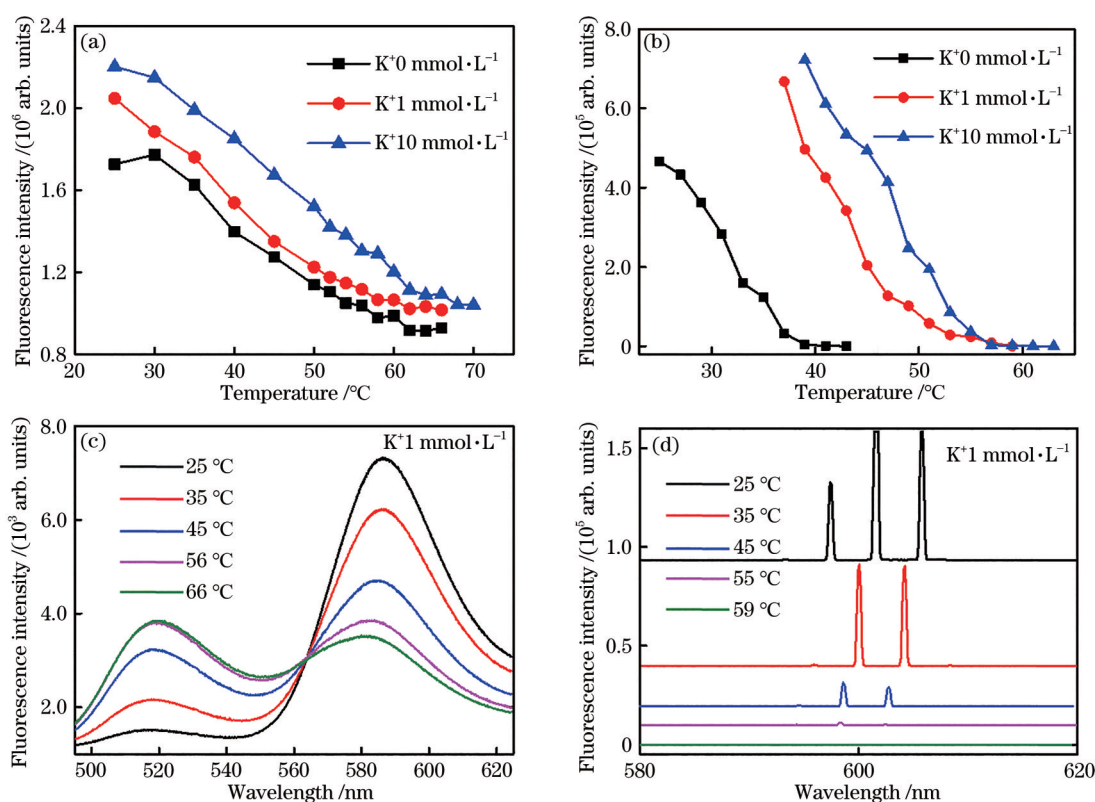 (a)
K⁺0 mmol·L⁻¹
K⁺1 mmol·L⁻¹
K⁺10 mmol·L⁻¹
Fluorescence intensity /(10⁶ arb. units)
2.4
2.0
1.6
1.2
0.8
20 30 40 50 60 70
Temperature /°C
(b)
K⁺0 mmol·L⁻¹
K⁺1 mmol·L⁻¹
K⁺10 mmol·L⁻¹
Fluorescence intensity /(10⁵ arb. units)
8.0
6.0
4.0
2.0
0
30 40 50 60
Temperature /°C
(c)
K⁺1 mmol·L⁻¹
25 °C
35 °C
45 °C
56 °C
66 °C
Fluorescence intensity /(10³ arb. units)
8.0
6.0
4.0
2.0
500 520 540 560 580 600 620
Wavelength /nm
(d)
K⁺1 mmol·L⁻¹
25 °C
35 °C
45 °C
55 °C
59 °C
Fluorescence intensity /(10⁵ arb. units)
1.5
1.0
0.5
0
580 600 620
Wavelength /nm